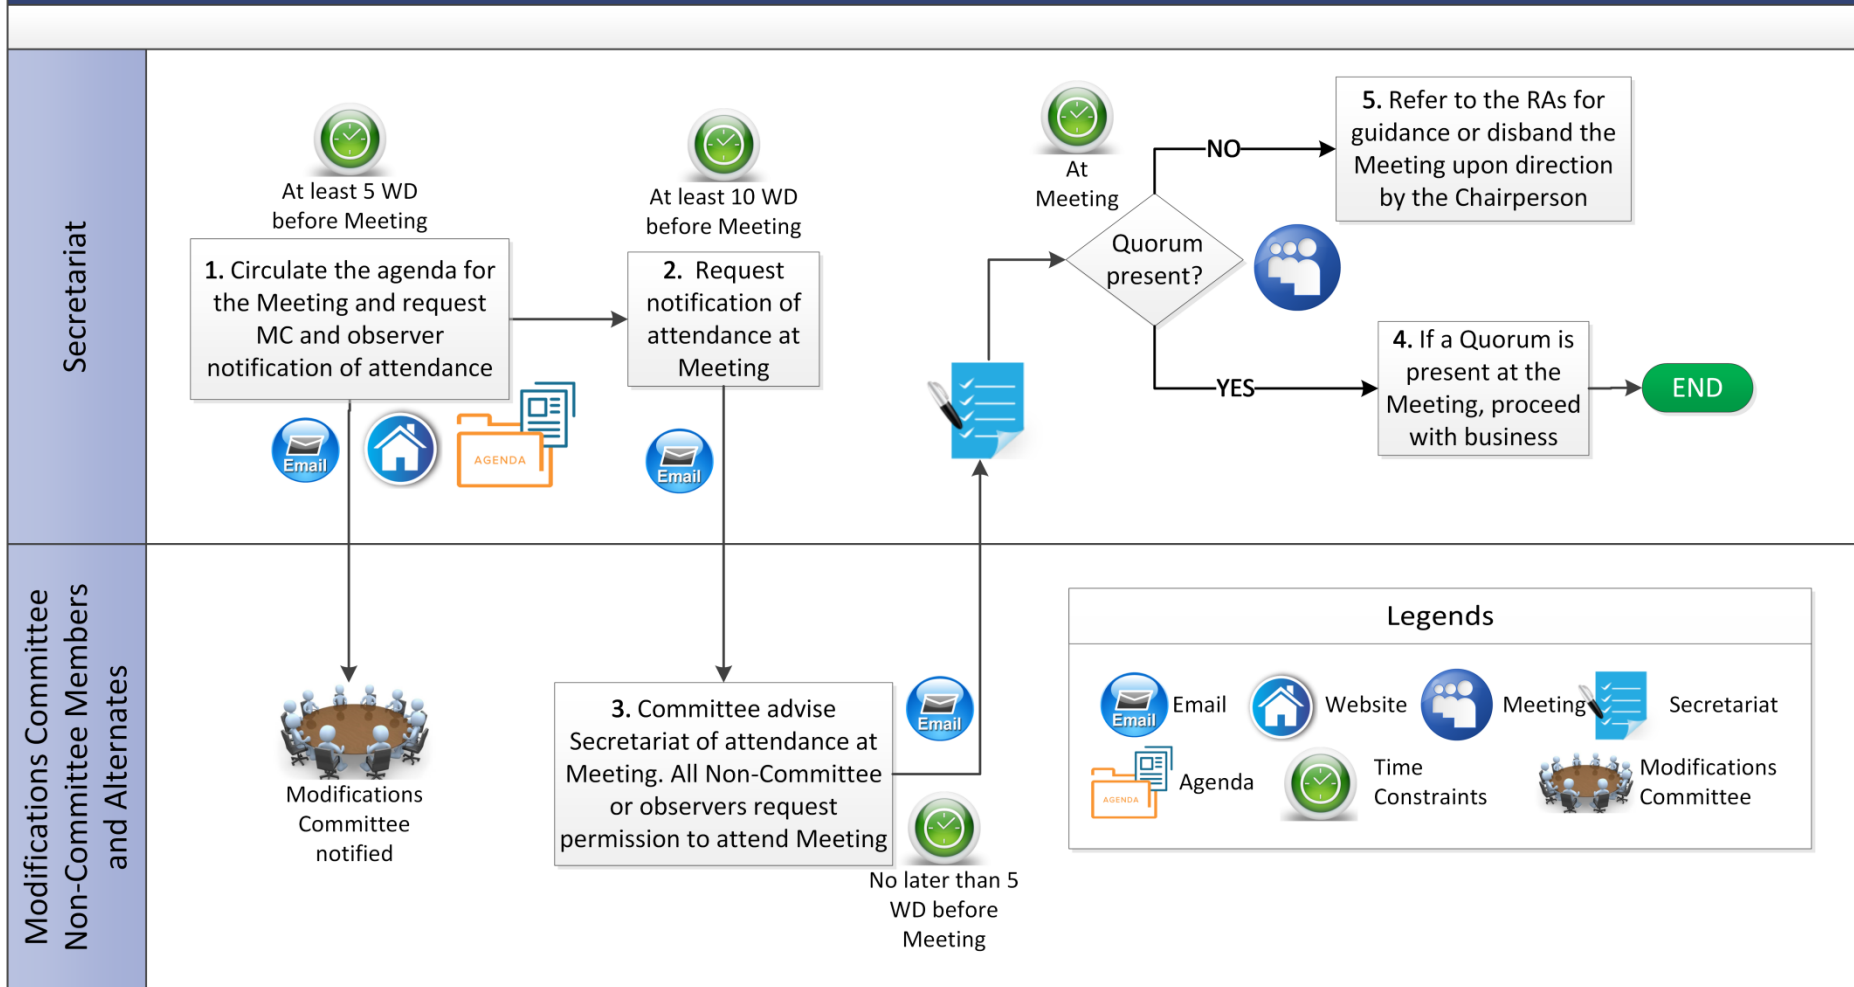 Secretariat
At least 5 WD
before Meeting
1. Circulate the agenda for
the Meeting and request
MC and observer
notification of attendance
Email
AGENDA
At least 10 WD
before Meeting
2. Request
notification of
attendance at
Meeting
Email
At
Meeting
Quorum
present?
NO
5. Refer to the RAs for
guidance or disband the
Meeting upon direction
by the Chairperson
YES
4. If a Quorum is
present at the
Meeting, proceed
with business
END
Modifications Committee
Non-Committee Members
and Alternates
Modifications
Committee
notified
3. Committee advise
Secretariat of attendance at
Meeting. All Non-Committee
or observers request
permission to attend Meeting
Email
No later than 5
WD before
Meeting
Legends
Email
Email
Website
Meeting
Secretariat
AGENDA
Agenda
Time
Constraints
Modifications
Committee